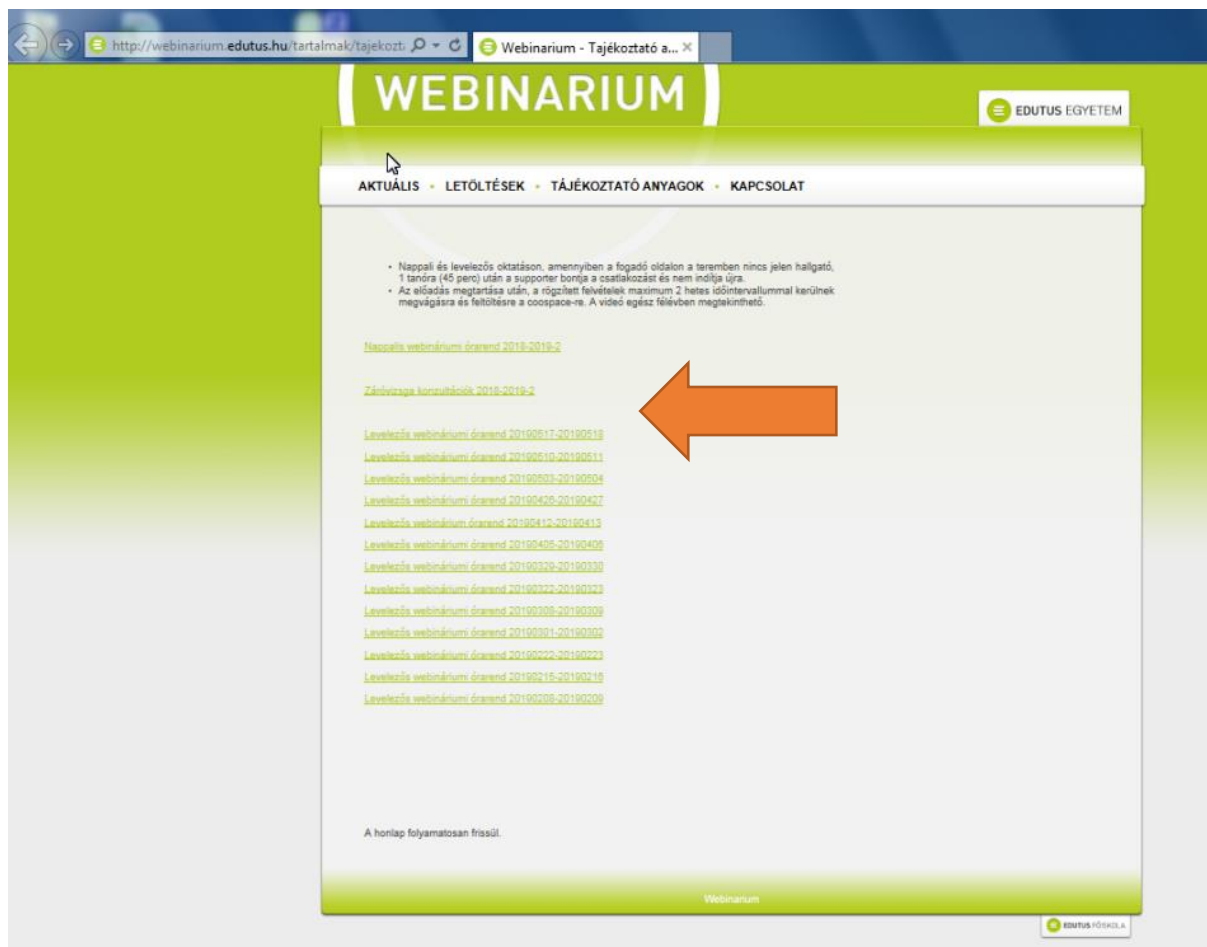 http://webinarium.edutus.hu/tartalmak/tajekozt
Webinarium - Tajékoztató a...
WEBINARIUM
EDUTUS EGYETEM
AKTUÁLIS • LETÖLTÉSEK • TÁJÉKOZTATÓ ANYAGOK • KAPCSOLAT
• Nappali és levelezős oktatáson, amennyiben a fogadó oldalon a teremben nincs jelen hallgató,
1 tanóra (45 perc) után a supporter bontja a csatlakozást és nem indítja újra.
• Az előadás megtartása után, a rögzített felvételek maximum 2 hetes időintervallummal kerülnek
megvágásra és feltöltésre a coospace-re. A videó egész félévben megtekinthető.
Nappalis webináriumi órarend 2018-2019-2
Záróvizsga konzultációk 2018-2019-2
Levelezős webináriumi órarend 20190517-20190518
Levelezős webináriumi órarend 20190510-20190511
Levelezős webináriumi órarend 20190503-20190504
Levelezős webináriumi órarend 20190426-20190427
Levelezős webinárium órarend 20190412-20190413
Levelezős webináriumi órarend 20190405-20190406
Levelezős webináriumi órarend 20190329-20190330
Levelezős webináriumi órarend 20190322-20190323
Levelezős webináriumi órarend 20190308-20190309
Levelezős webináriumi órarend 20190301-20190302
Levelezős webináriumi órarend 20190222-20190223
Levelezős webináriumi órarend 20190215-20190216
Levelezős webináriumi órarend 20190208-20190209
A honlap folyamatosan frissül.
Webinarium
EDUTUS FŐISKOLA